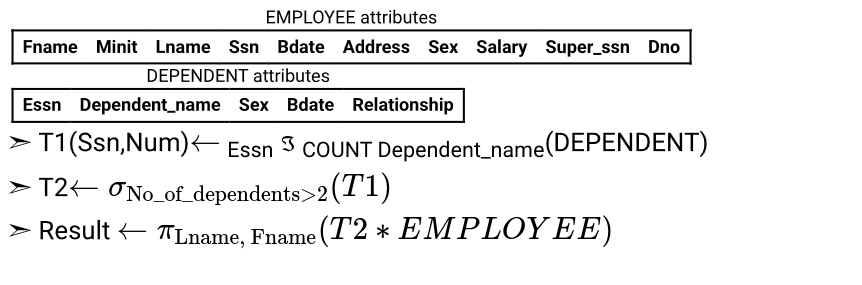 EMPLOYEE attributes
Fname Minit Lname Ssn Bdate Address Sex Salary Super_ssn Dno
DEPENDENT attributes
Essn Dependent_name Sex Bdate Relationship
➢ T1(Ssn,Num)← Essn ℑ COUNT Dependent_name(DEPENDENT)
➢ T2← σNo_of_dependents>2(T1)
➢ Result ← πLname, Fname(T2 ∗ EMPLOYEE)